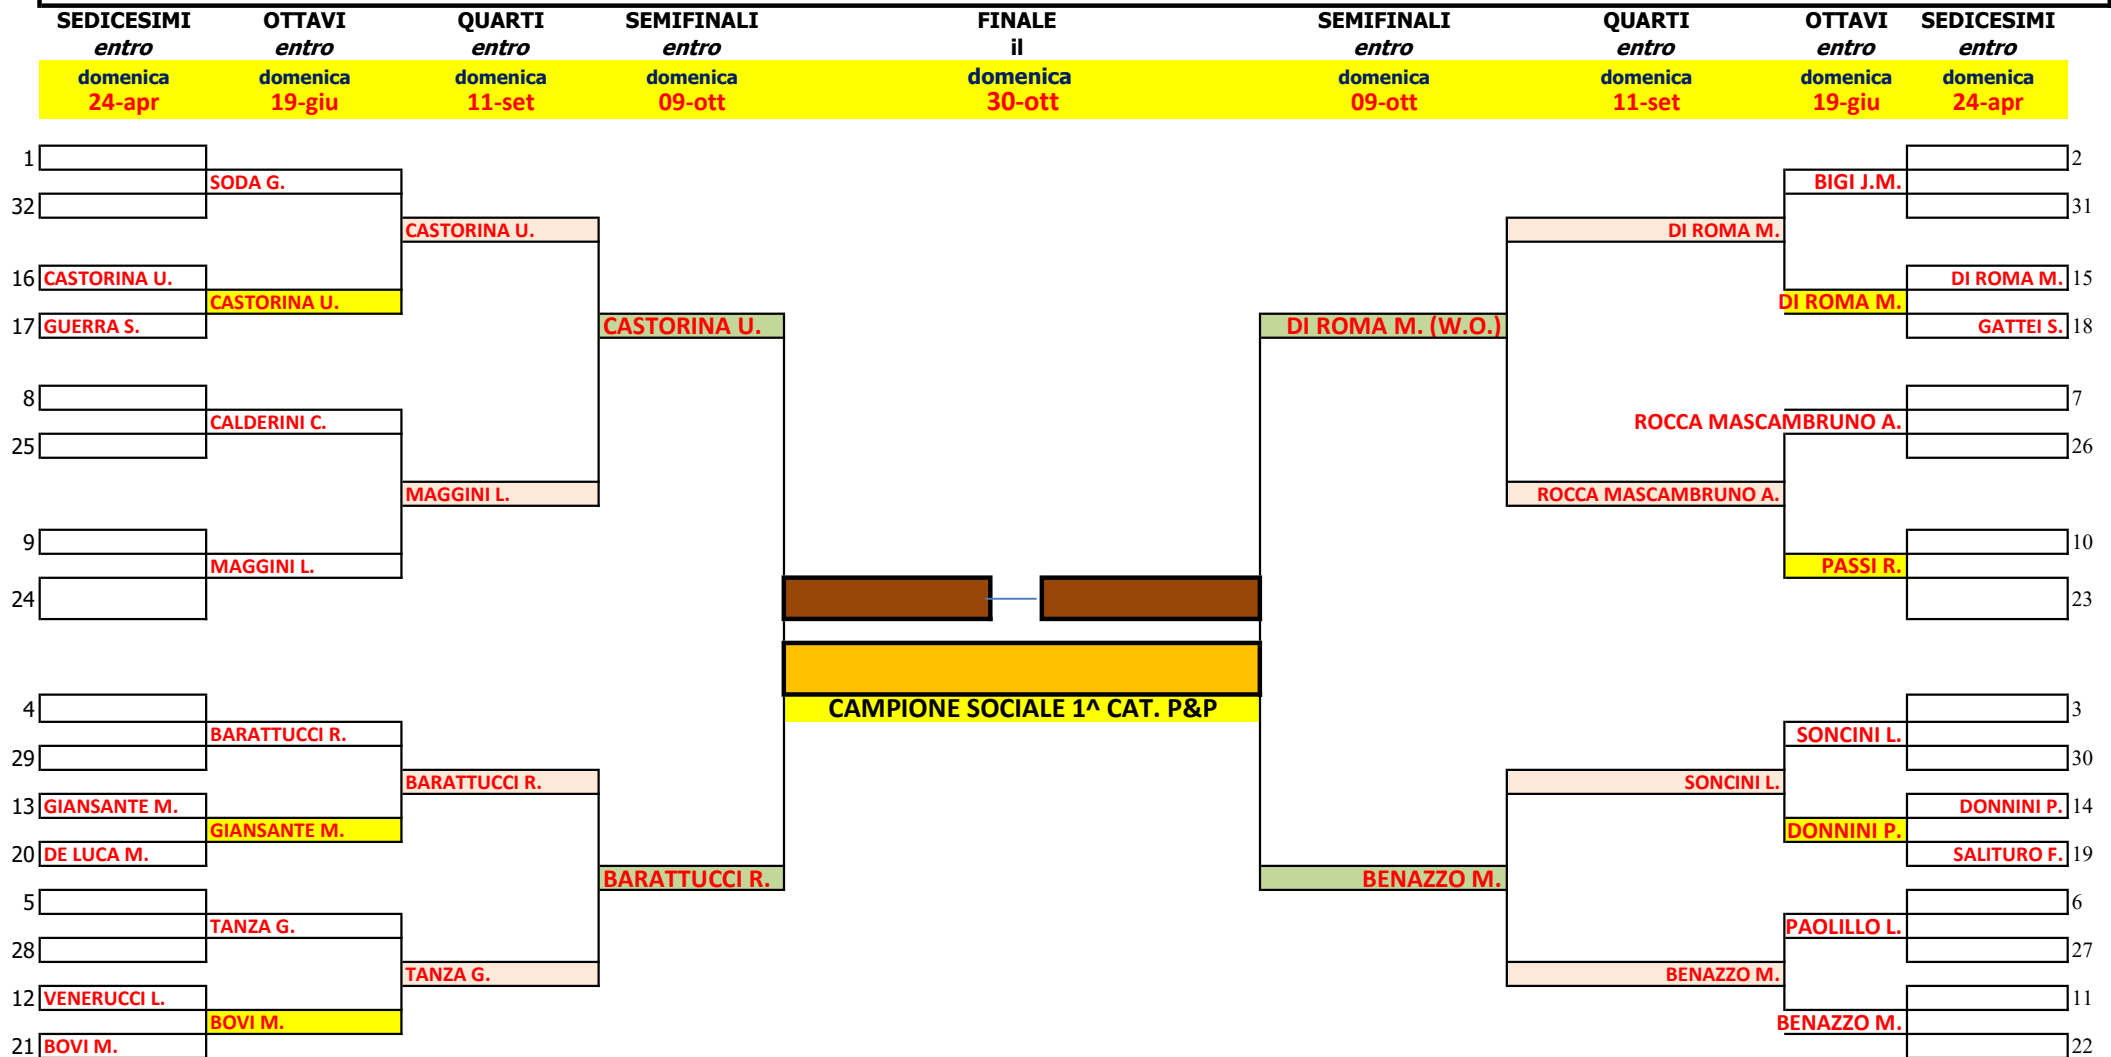 SEDICESIMI OTTAVI QUARTI SEMIFINALI FINALE SEMIFINALI QUARTI OTTAVI SEDICESIMI
entro entro entro entro il entro entro entro entro
domenica domenica domenica domenica domenica domenica domenica domenica domenica
24-apr 19-giu 11-set 09-ott 30-ott 09-ott 11-set 19-giu 24-apr
1 2
SODA G. BIGI J.M.
32 31
CASTORINA U. DI ROMA M.
16 CASTORINA U. DI ROMA M. 15
CASTORINA U. DI ROMA M.
17 GUERRA S. CASTORINA U. DI ROMA M. (W.O.) GATTEI S. 18
8 7
CALDERINI C. ROCCA MASCAMBRUNO A.
25 26
MAGGINI L. ROCCA MASCAMBRUNO A.
9 10
MAGGINI L. PASSI R.
24 23
4 CAMPIONE SOCIALE 1^ CAT. P&P 3
BARATTUCCI R. SONCINI L.
29 30
BARATTUCCI R. SONCINI L.
13 GIANSANTE M. DONNINI P. 14
GIANSANTE M. DONNINI P.
20 DE LUCA M. SALITURO F. 19
BARATTUCCI R. BENAZZO M.
5 6
TANZA G. PAOLILLO L.
28 27
TANZA G. BENAZZO M.
12 VENERUCCI L. 11
BOVI M. BENAZZO M.
21 BOVI M. 22